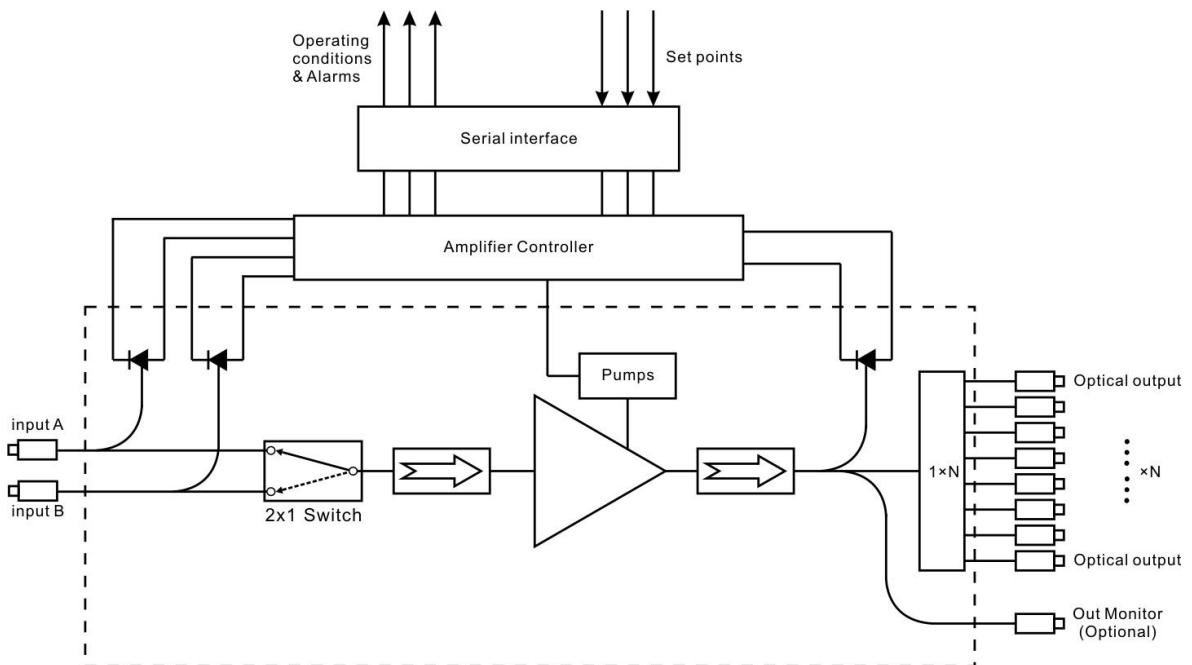 Operating
conditions
& Alarms
Set points
Serial interface
Amplifier Controller
Pumps
input A
input B
2x1 Switch
1×N
Optical output
×N
Optical output
Out Monitor
(Optional)